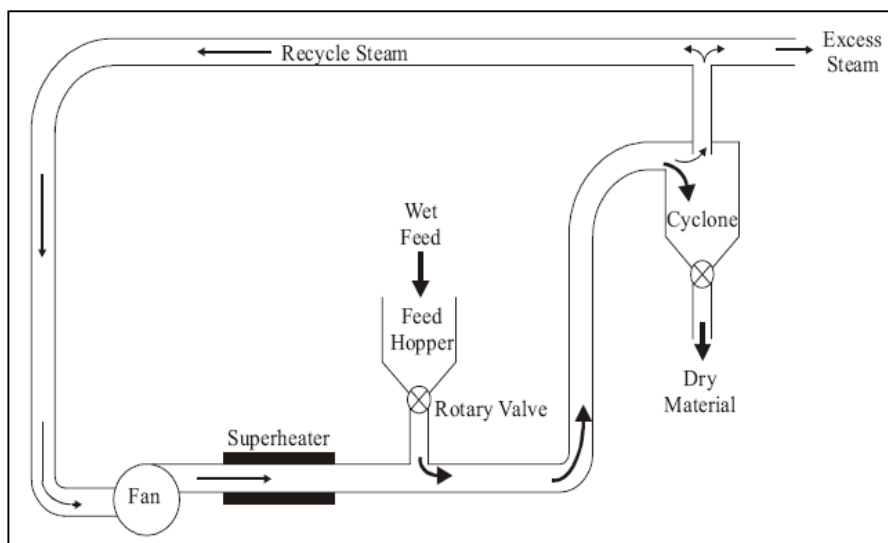 Recycle Steam
Excess
Steam
Wet
Feed
Cyclone
Feed
Hopper
Rotary Valve
Dry
Material
Superheater
Fan